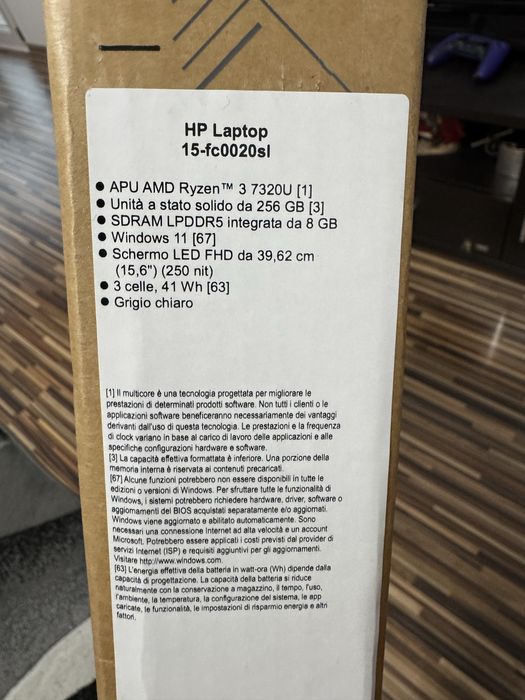 HP Laptop
15-fc0020sl
● APU AMD Ryzen™ 3 7320U [1]
● Unità a stato solido da 256 GB [3]
● SDRAM LPDDR5 integrata da 8 GB
● Windows 11 [67]
● Schermo LED FHD da 39,62 cm
(15,6") (250 nit)
● 3 celle, 41 Wh [63]
● Grigio chiaro
[1] Il multicore è una tecnologia progettata per migliorare le
prestazioni di determinati prodotti software. Non tutti i clienti o le
applicazioni software beneficeranno necessariamente dei vantaggi
derivanti dall'uso di questa tecnologia. Le prestazioni e la frequenza
di clock variano in base al carico di lavoro delle applicazioni e alle
specifiche configurazioni hardware e software.
[3] La capacità effettiva formattata è inferiore. Una porzione della
memoria interna è riservata ai contenuti precaricati.
[67] Alcune funzioni potrebbero non essere disponibili in tutte le
edizioni o versioni di Windows. Per sfruttare tutte le funzionalità di
Windows, i sistemi potrebbero richiedere hardware, driver, software o
aggiornamenti del BIOS acquistati separatamente e/o aggiornati.
Windows viene aggiornato e abilitato automaticamente. Sono
necessari una connessione Internet ad alta velocità e un account
Microsoft. Potrebbero essere applicati i costi previsti dal provider di
servizi Internet (ISP) e requisiti aggiuntivi per gli aggiornamenti.
Visitare http://www.windows.com.
[63] L'energia effettiva della batteria in watt-ora (Wh) dipende dalla
capacità di progettazione. La capacità della batteria si riduce
naturalmente con la conservazione a magazzino, il tempo, l'uso,
l'ambiente, la temperatura, la configurazione del sistema, le app
caricate, le funzionalità, le impostazioni di risparmio energia e altri
fattori.